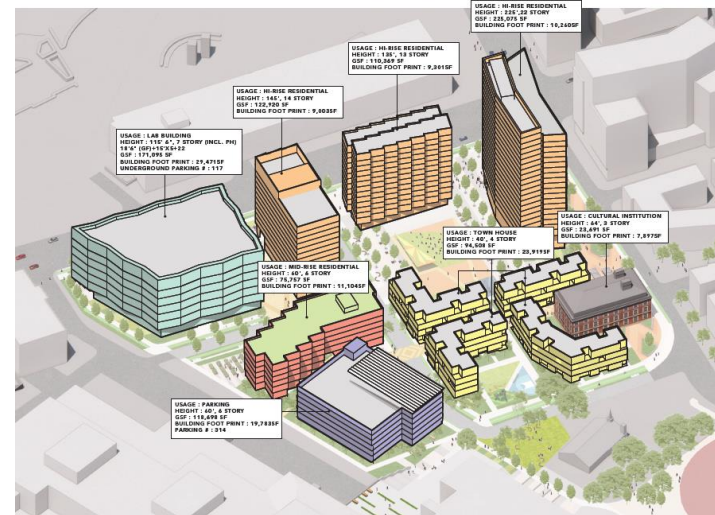 USAGE : HI-RISE RESIDENTIAL
HEIGHT : 225',22 STORY
GSF : 225,075 SF
BUILDING FOOT PRINT : 10,260SF
USAGE : HI-RISE RESIDENTIAL
HEIGHT : 135', 13 STORY
GSF : 110,369 SF
BUILDING FOOT PRINT : 9,301SF
USAGE : HI-RISE RESIDENTIAL
HEIGHT : 145', 14 STORY
GSF : 122,920 SF
BUILDING FOOT PRINT : 9,003SF
USAGE : LAB BUILDING
HEIGHT : 115' 6", 7 STORY (INCL. PH)
18'6" (GF)+15'X5+22
GSF : 171,095 SF
BUILDING FOOT PRINT : 29,471SF
UNDERGROUND PARKING # : 117
USAGE : CULTURAL INSTITUTION
HEIGHT : 64', 3 STORY
GSF : 23,691 SF
BUILDING FOOT PRINT : 7,897SF
USAGE : TOWN HOUSE
HEIGHT : 40', 4 STORY
GSF : 94,508 SF
BUILDING FOOT PRINT : 23,919SF
USAGE : MID-RISE RESIDENTIAL
HEIGHT : 60', 6 STORY
GSF : 75,757 SF
BUILDING FOOT PRINT : 11,104SF
USAGE : PARKING
HEIGHT : 60', 6 STORY
GSF : 118,698 SF
BUILDING FOOT PRINT : 19,783SF
PARKING # : 314